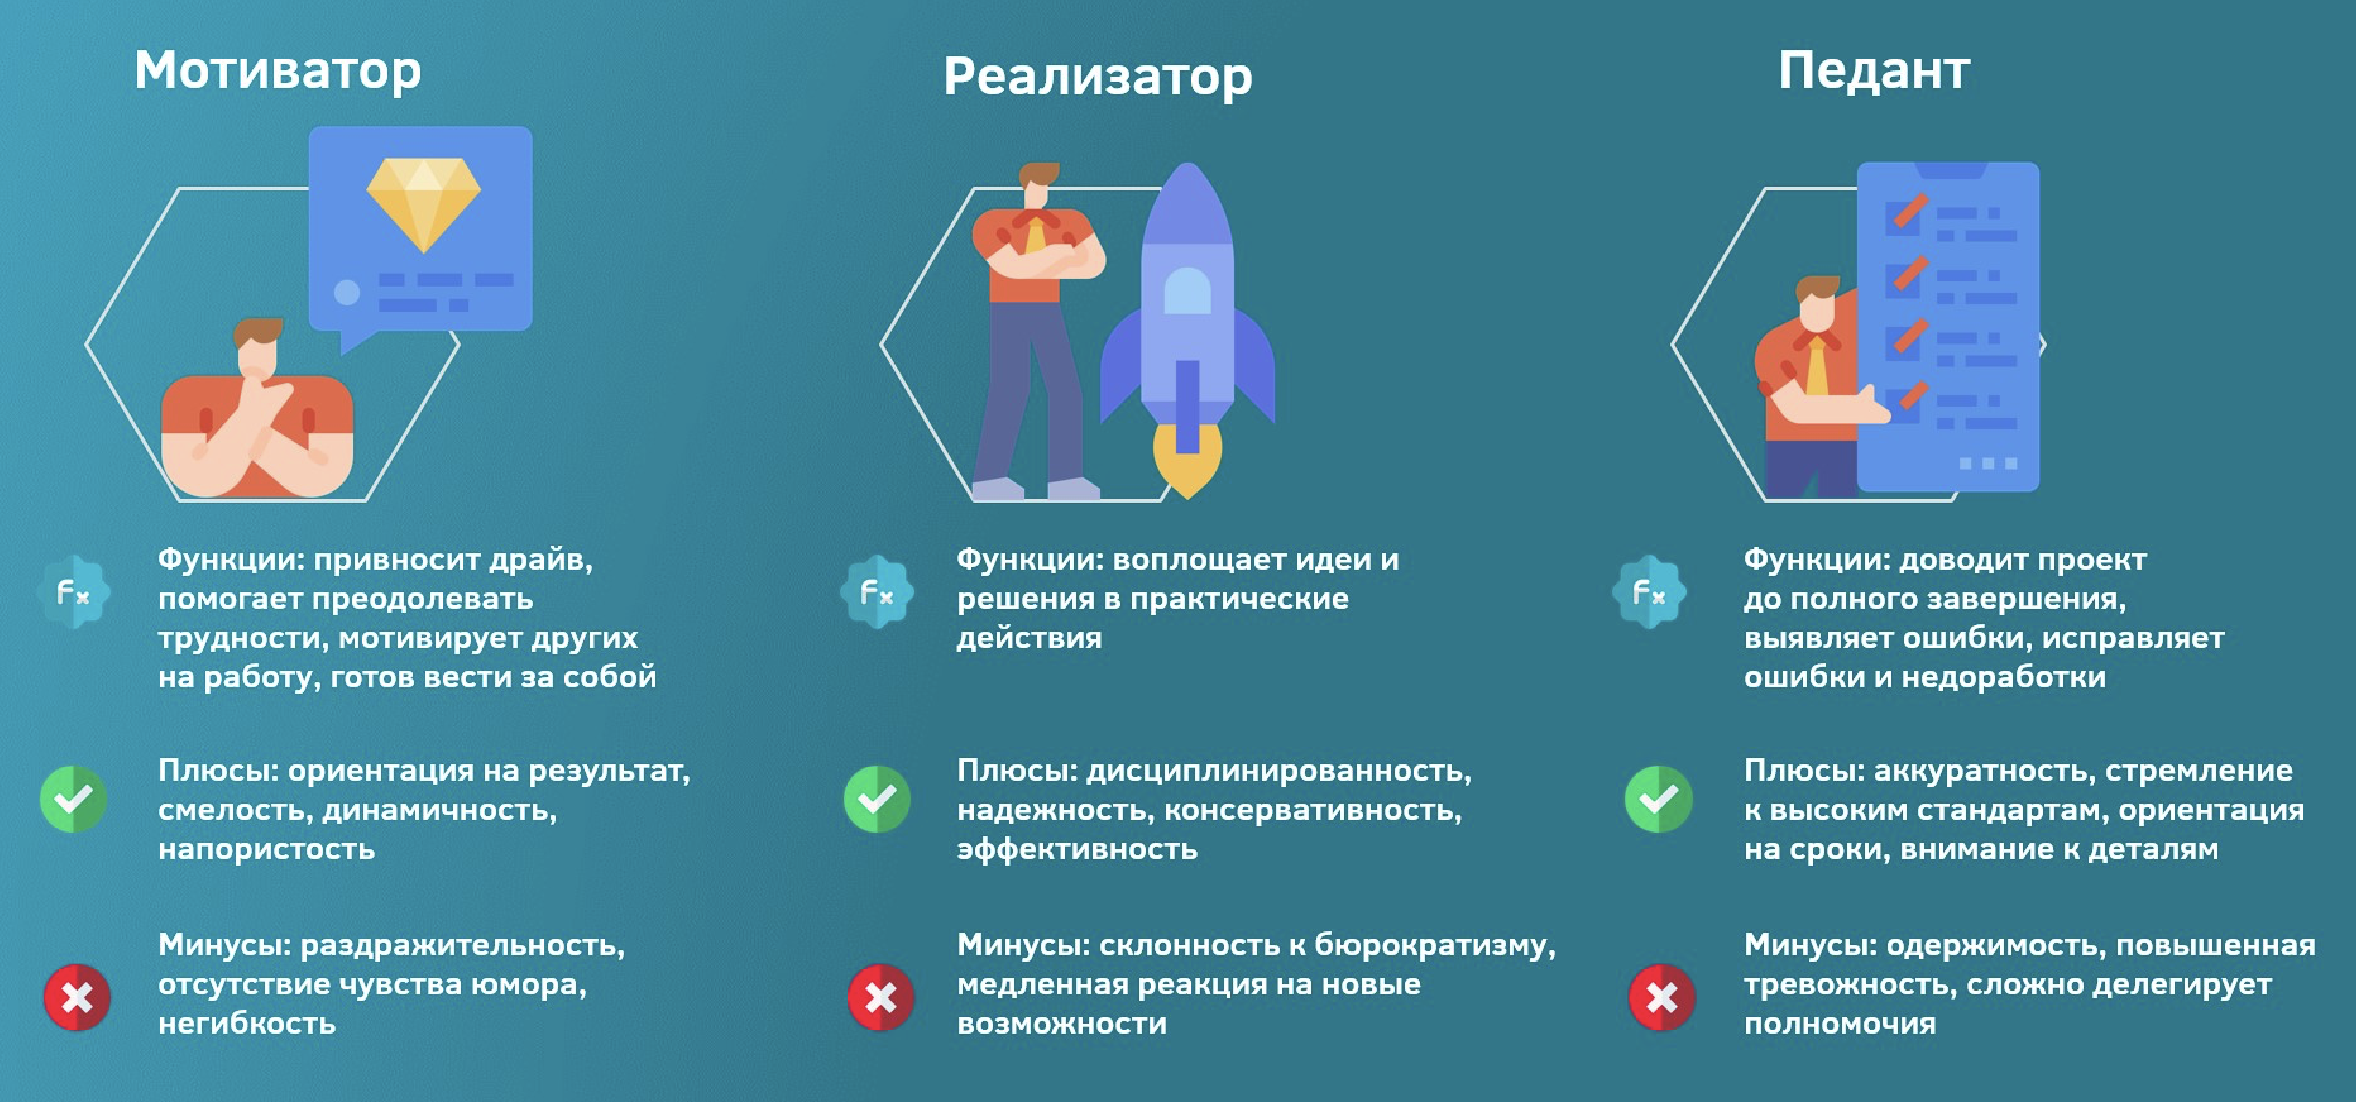 Мотиватор
Fx
Функции: привносит драйв,
помогает преодолевать
трудности, мотивирует других
на работу, готов вести за собой
Плюсы: ориентация на результат,
смелость, динамичность,
напористость
Минусы: раздражительность,
отсутствие чувства юмора,
негибкость
Реализатор
Fx
Функции: воплощает идеи и
решения в практические
действия
Плюсы: дисциплинированность,
надежность, консервативность,
эффективность
Минусы: склонность к бюрократизму,
медленная реакция на новые
возможности
Педант
Fx
Функции: доводит проект
до полного завершения,
выявляет ошибки, исправляет
ошибки и недоработки
Плюсы: аккуратность, стремление
к высоким стандартам, ориентация
на сроки, внимание к деталям
Минусы: одержимость, повышенная
тревожность, сложно делегирует
полномочия